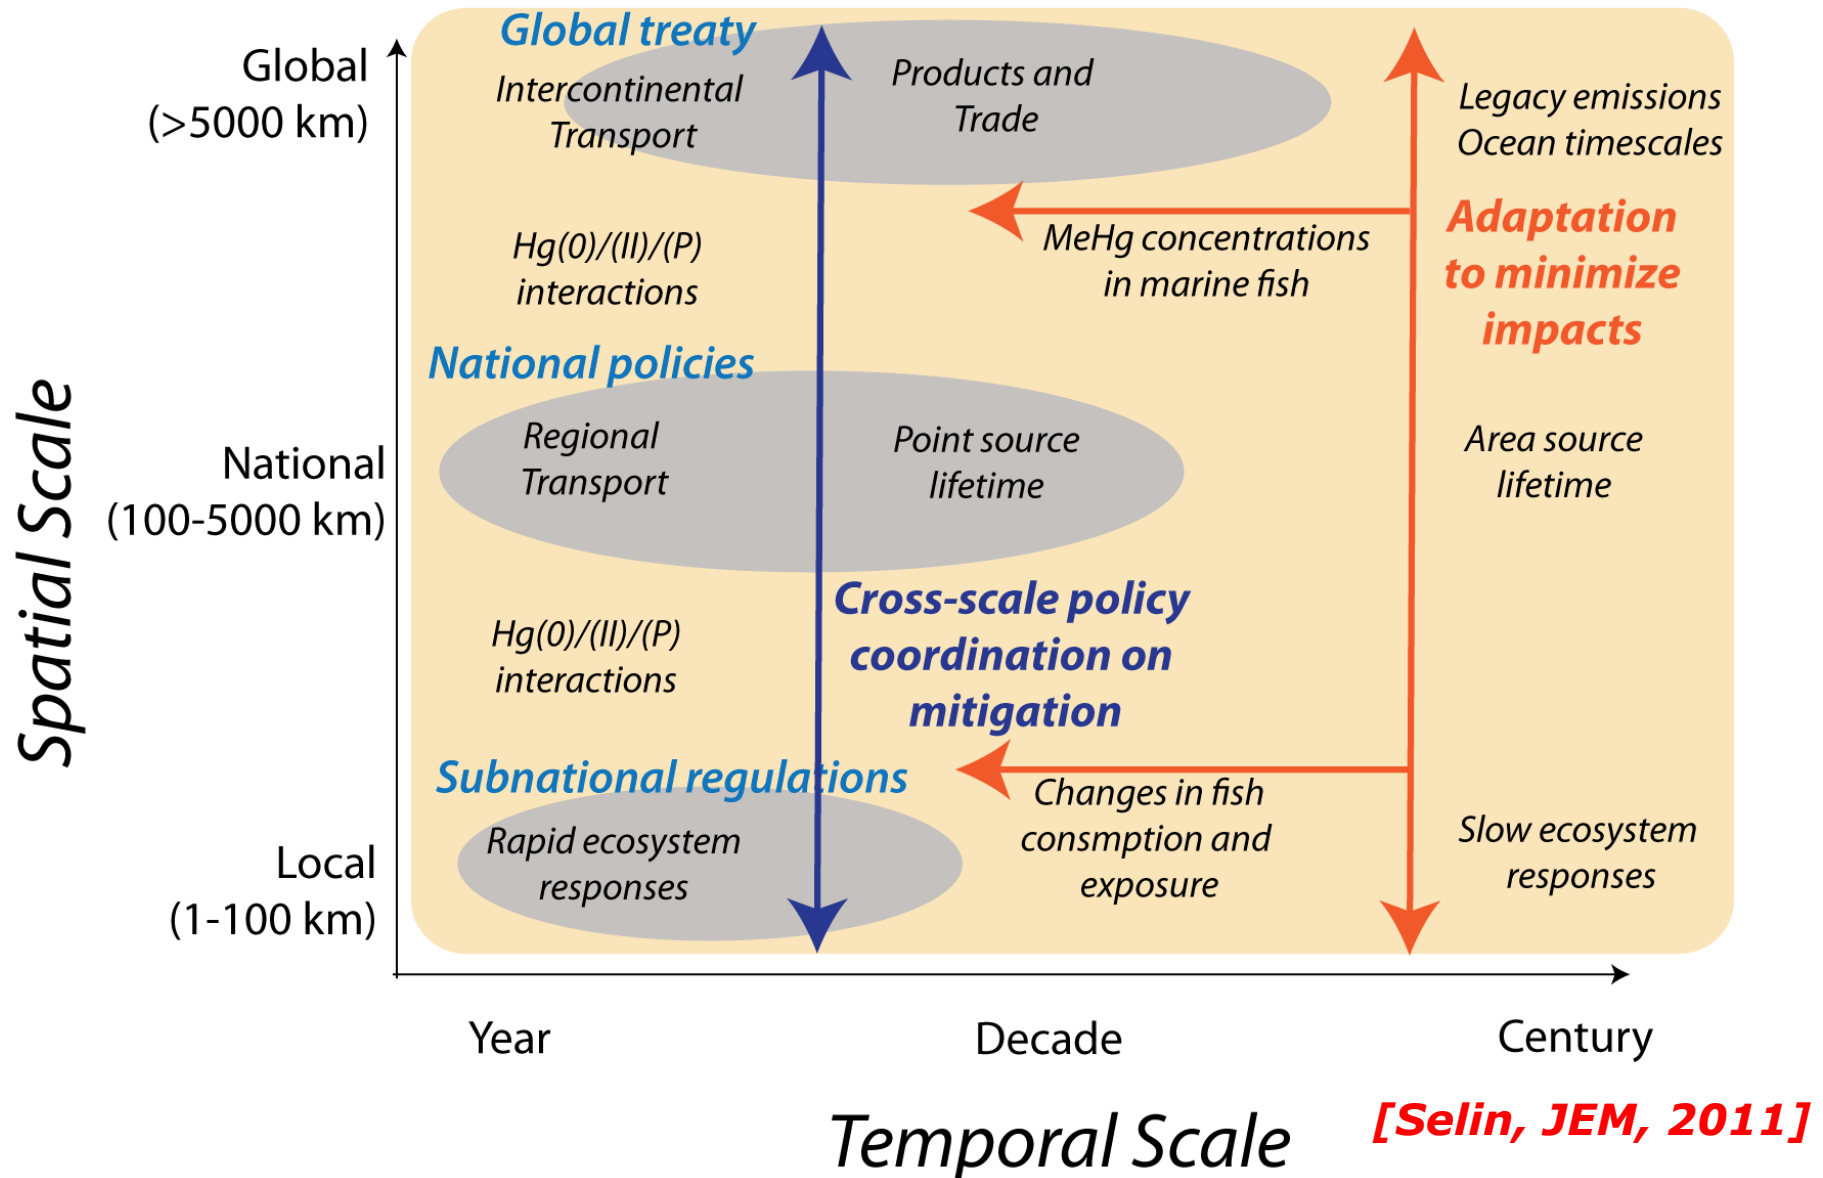 Global treaty
Global
(>5000 km)
Intercontinental
Transport
Products and
Trade
Legacy emissions
Ocean timescales
Hg(0)/(II)/(P)
interactions
MeHg concentrations
in marine fish
Adaptation
to minimize
impacts
National policies
Spatial Scale
National
(100-5000 km)
Regional
Transport
Point source
lifetime
Area source
lifetime
Hg(0)/(II)/(P)
interactions
Cross-scale policy
coordination on
mitigation
Subnational regulations
Local
(1-100 km)
Rapid ecosystem
responses
Changes in fish
consmption and
exposure
Slow ecosystem
responses
Year
Decade
Century
Temporal Scale
[Selin, JEM, 2011]